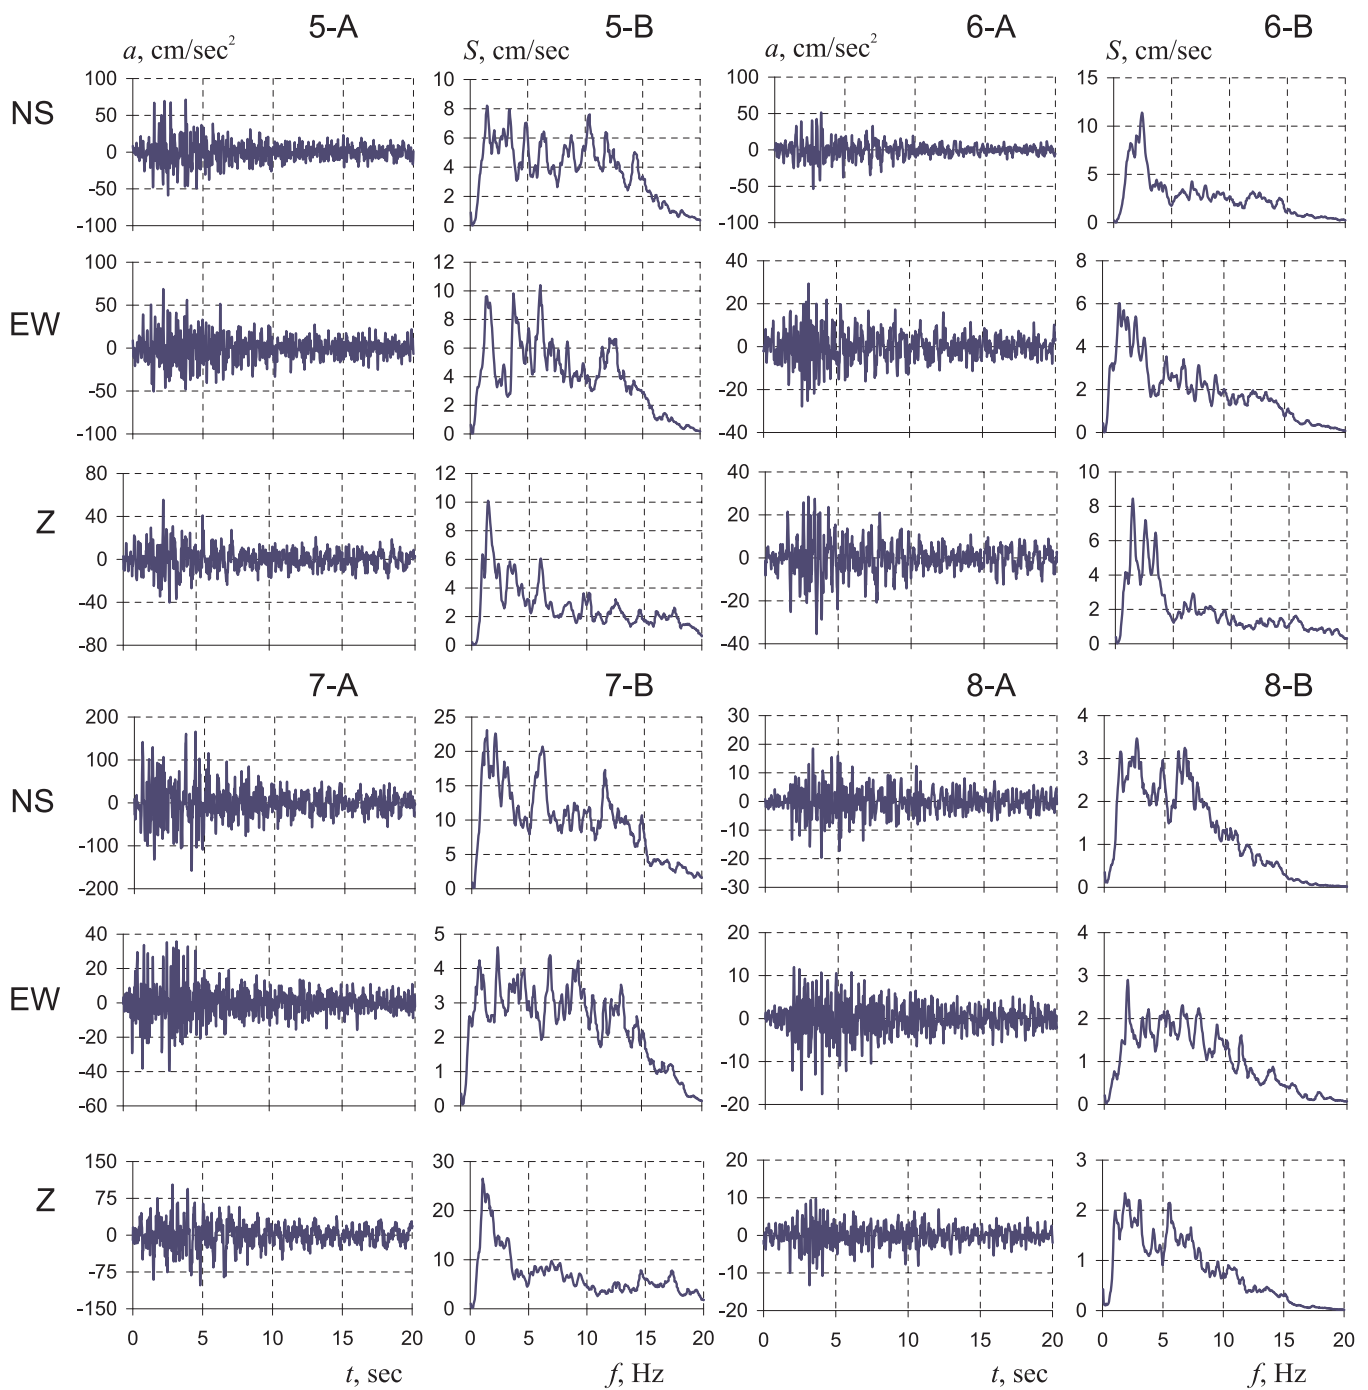 5-A 5-B 6-A 6-B
a, cm/sec² S, cm/sec a, cm/sec² S, cm/sec
NS
100 50 0 -50 -100
10 8 6 4 2 0
100 50 0 -50 -100
15 10 5 0
EW
100 50 0 -50 -100
12 10 8 6 4 2 0
40 20 0 -20 -40
8 6 4 2 0
Z
80 40 0 -40 -80
12 10 8 6 4 2 0
40 20 0 -20 -40
10 8 6 4 2 0
7-A 7-B 8-A 8-B
NS
200 100 0 -100 -200
25 20 15 10 5 0
30 20 10 0 -10 -20 -30
4 3 2 1 0
EW
40 20 0 -20 -40 -60
5 4 3 2 1 0
20 10 0 -10 -20
4 3 2 1 0
Z
150 75 0 -75 -150
30 20 10 0
20 10 0 -10 -20
3 2 1 0
0 5 10 15 20 0 5 10 15 20 0 5 10 15 20 0 5 10 15 20
t, sec f, Hz t, sec f, Hz